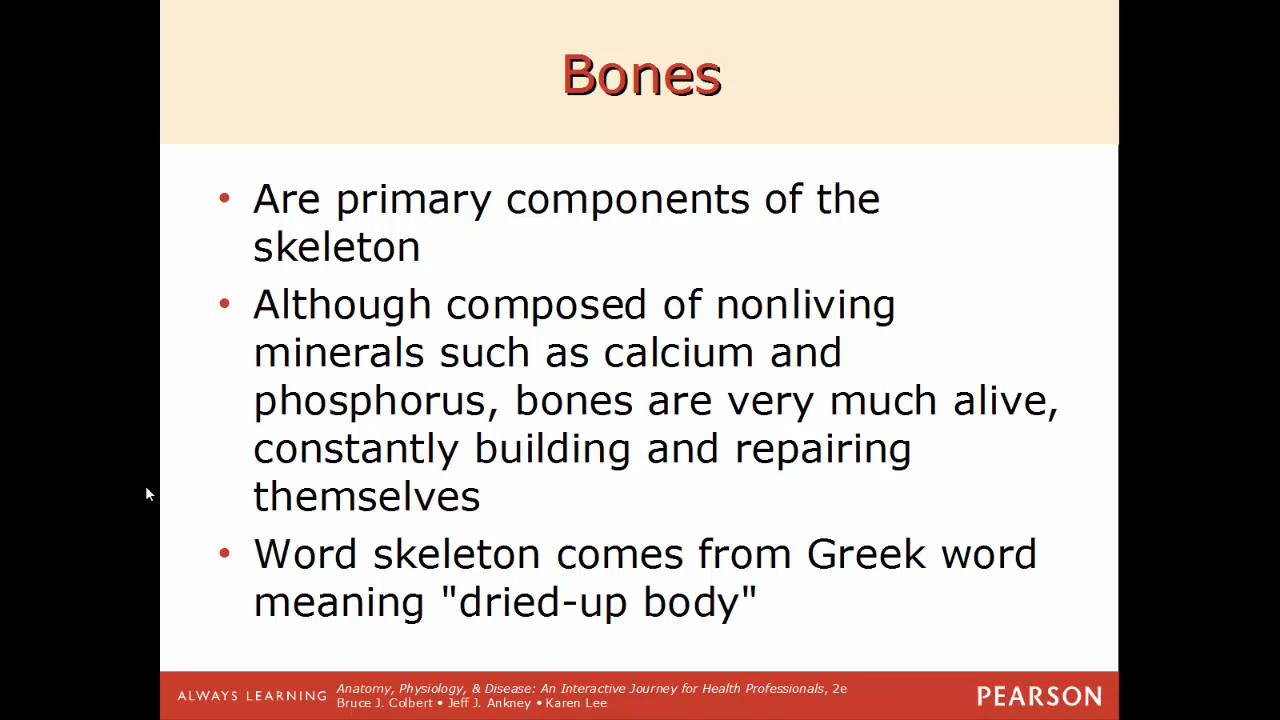 Bones
• Are primary components of the
skeleton
• Although composed of nonliving
minerals such as calcium and
phosphorus, bones are very much alive,
constantly building and repairing
themselves
• Word skeleton comes from Greek word
meaning "dried-up body"
ALWAYS LEARNING
Anatomy, Physiology, & Disease: An Interactive Journey for Health Professionals, 2e
Bruce J. Colbert • Jeff J. Ankney • Karen Lee
PEARSON